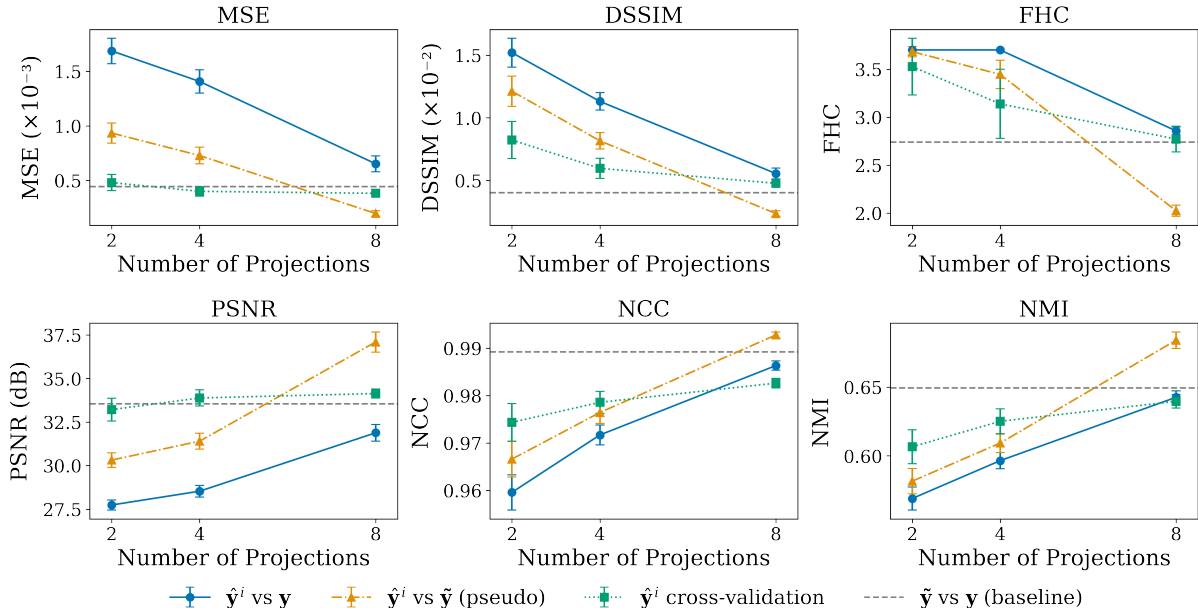 MSE
MSE (×10⁻³)
1.5
1.0
0.5
2 4 8
Number of Projections
DSSIM
DSSIM (×10⁻²)
1.5
1.0
0.5
2 4 8
Number of Projections
FHC
FHC
3.5
3.0
2.5
2.0
2 4 8
Number of Projections
PSNR
PSNR (dB)
37.5
35.0
32.5
30.0
27.5
2 4 8
Number of Projections
NCC
NCC
0.99
0.98
0.97
0.96
2 4 8
Number of Projections
NMI
NMI
0.65
0.60
2 4 8
Number of Projections
ŷⁱ vs y
ŷⁱ vs ỹ (pseudo)
ŷⁱ cross-validation
ỹ vs y (baseline)